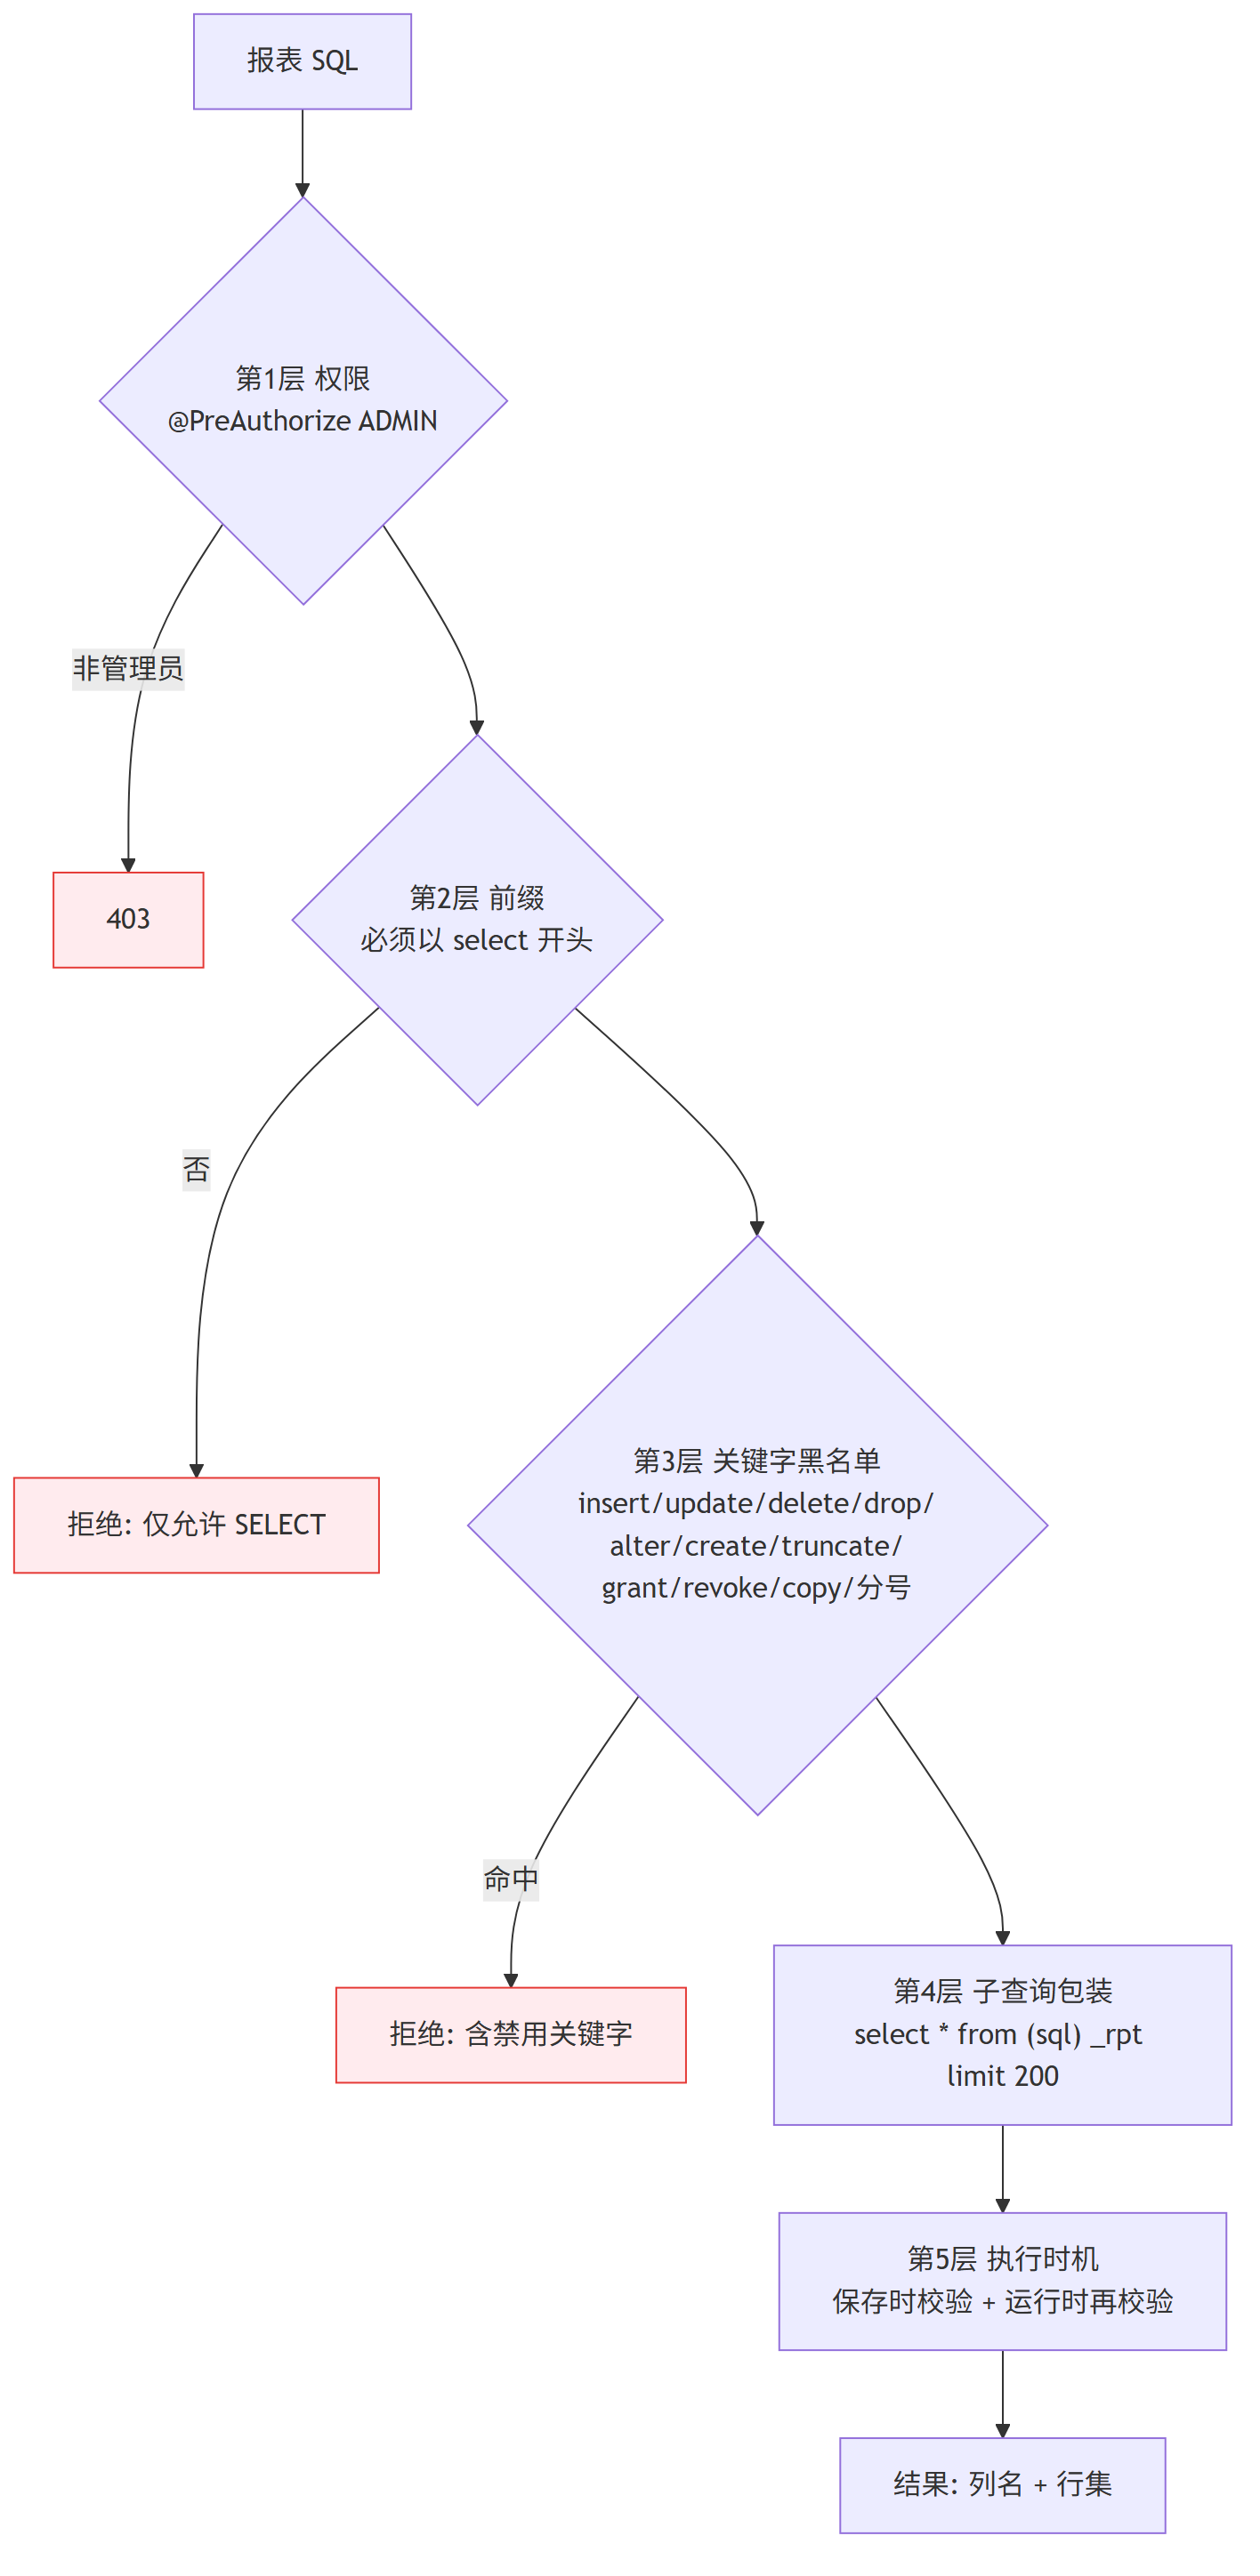 报表 SQL
第1层 权限
@PreAuthorize ADMIN
非管理员
403
第2层 前缀
必须以 select 开头
否
拒绝: 仅允许 SELECT
第3层 关键字黑名单
insert/update/delete/drop/
alter/create/truncate/
grant/revoke/copy/分号
命中
拒绝: 含禁用关键字
第4层 子查询包装
select * from (sql) _rpt
limit 200
第5层 执行时机
保存时校验 + 运行时再校验
结果: 列名 + 行集